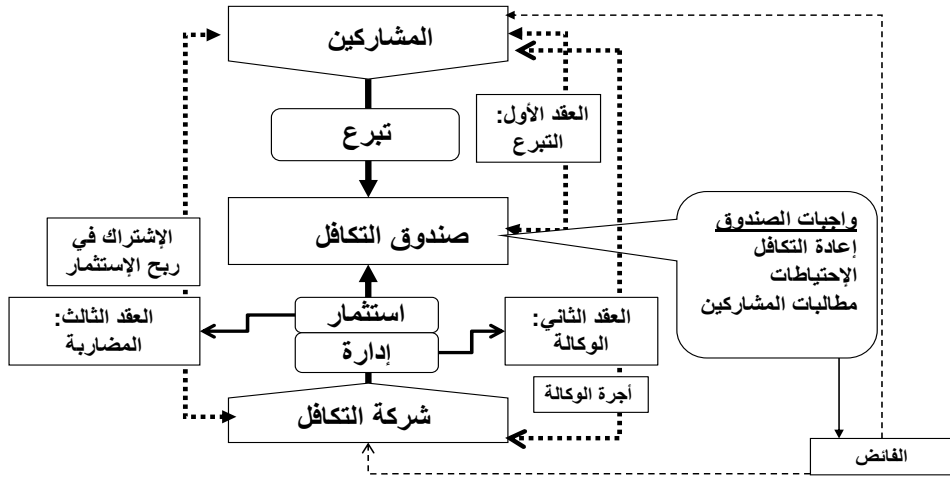 المشاركين
العقد الأول:
التبرع
تبرع
واجبات الصندوق
إعادة التكافل
الإحتياطات
مطالبات المشاركين
صندوق التكافل
الإشتراك في
ربح الإستثمار
العقد الثالث:
المضاربة
استثمار
إدارة
العقد الثاني:
الوكالة
أجرة الوكالة
شركة التكافل
الفائض